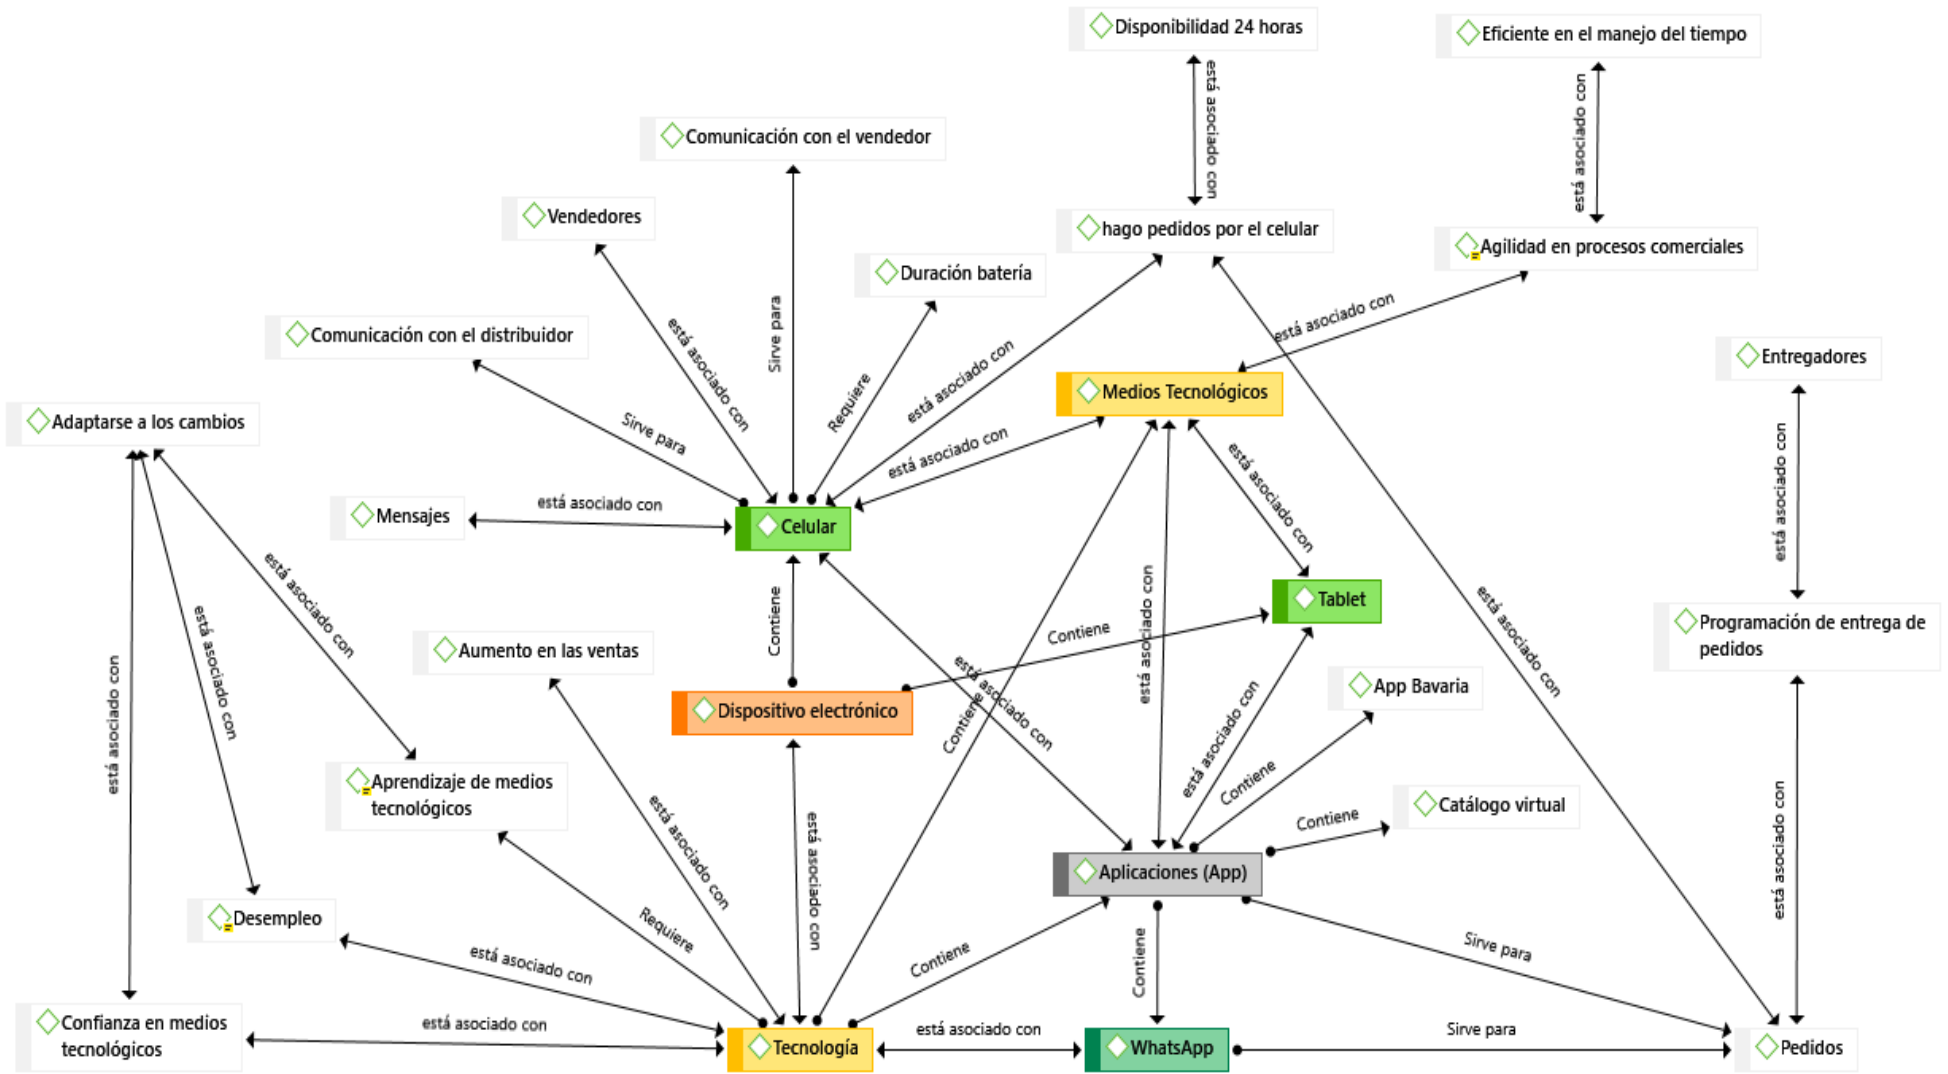 Disponibilidad 24 horas
Eficiente en el manejo del tiempo
está asociado con
está asociado con
Comunicación con el vendedor
Vendedores
hago pedidos por el celular
Agilidad en procesos comerciales
Duración batería
está asociado con
Sirve para
Comunicación con el distribuidor
está asociado con
Entregadores
está asociado con
Requiere
Medios Tecnológicos
Adaptarse a los cambios
Sirve para
está asociado con
está asociado con
está asociado con
Mensajes
está asociado con
Celular
está asociado con
está asociado con
Contiene
está asociado con
Tablet
Contiene
Programación de entrega de
pedidos
está asociado con
está asociado con
está asociado con
Aumento en las ventas
está asociado con
Contiene
App Bavaria
Dispositivo electrónico
está asociado con
Contiene
Aprendizaje de medios
tecnológicos
Catálogo virtual
Contiene
está asociado con
está asociado con
está asociado con
Aplicaciones (App)
Desempleo
Requiere
está asociado con
Contiene
Contiene
Sirve para
Confianza en medios
tecnológicos
está asociado con
Tecnología
está asociado con
WhatsApp
Sirve para
Pedidos